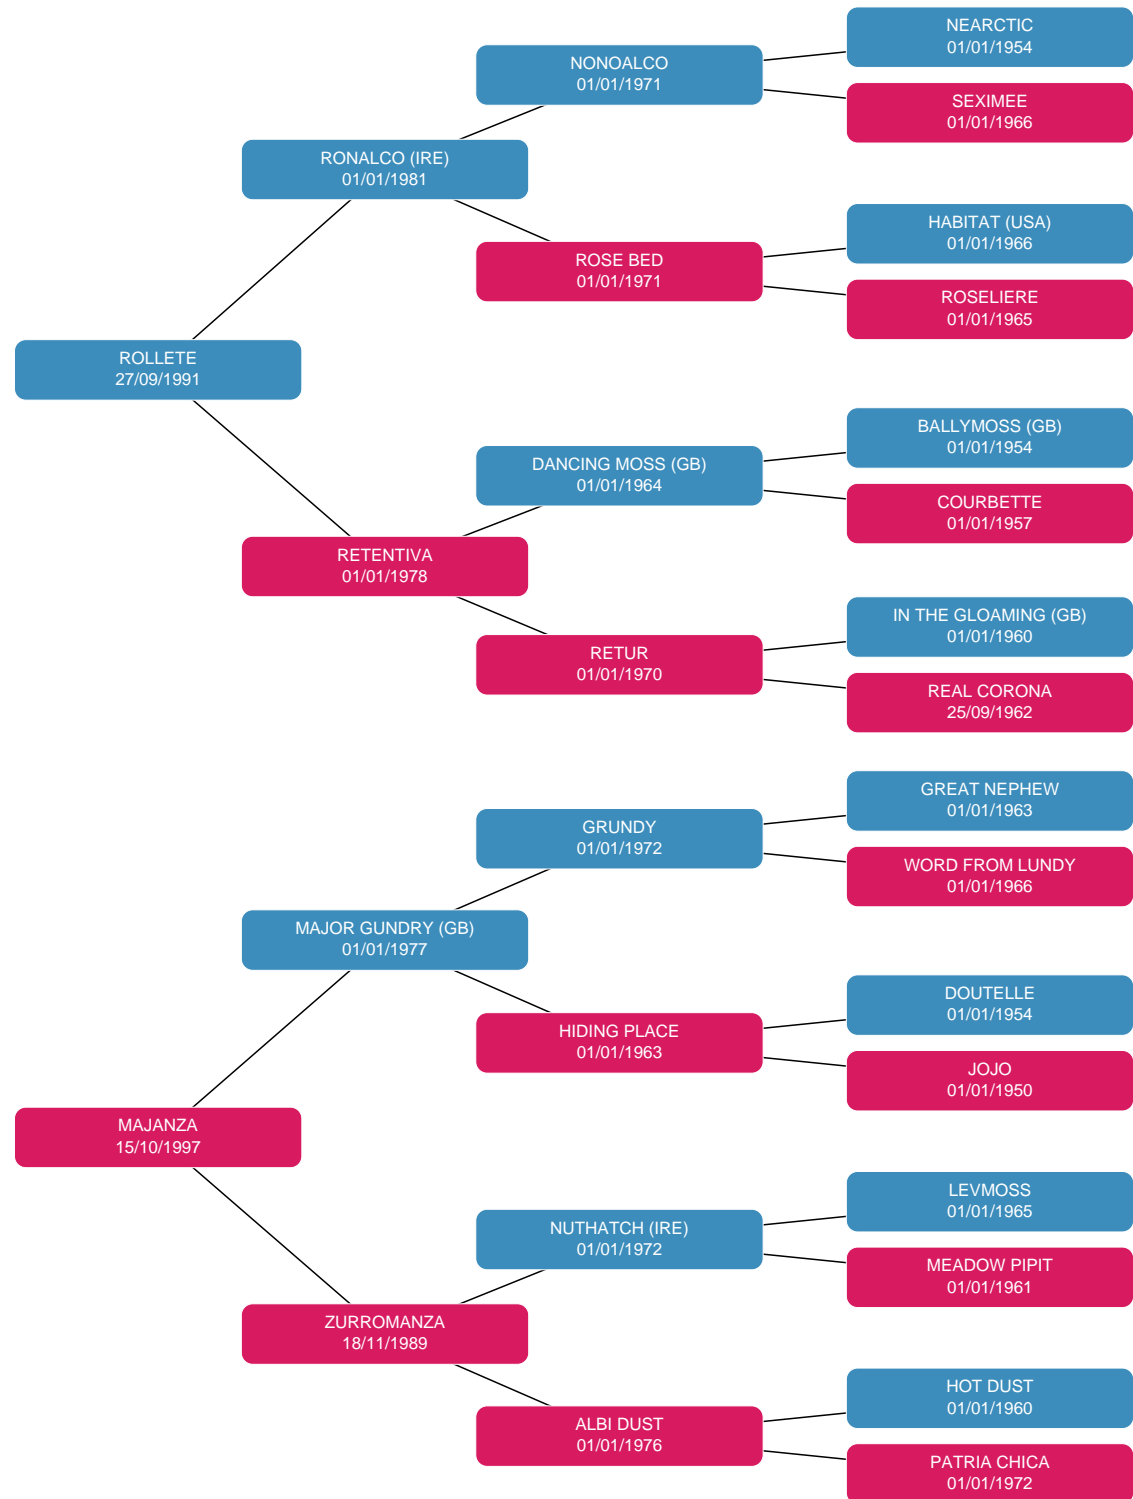 NEARCTIC
01/01/1954
NONOALCO
01/01/1971
SEXIMEE
01/01/1966
RONALCO (IRE)
01/01/1981
HABITAT (USA)
01/01/1966
ROSE BED
01/01/1971
ROSELIERE
01/01/1965
ROLLETE
27/09/1991
BALLYMOSS (GB)
01/01/1954
DANCING MOSS (GB)
01/01/1964
COURBETTE
01/01/1957
RETENTIVA
01/01/1978
IN THE GLOAMING (GB)
01/01/1960
RETUR
01/01/1970
REAL CORONA
25/09/1962
GREAT NEPHEW
01/01/1963
GRUNDY
01/01/1972
WORD FROM LUNDY
01/01/1966
MAJOR GUNDRY (GB)
01/01/1977
DOUTELLE
01/01/1954
HIDING PLACE
01/01/1963
JOJO
01/01/1950
MAJANZA
15/10/1997
LEVMOSS
01/01/1965
NUTHATCH (IRE)
01/01/1972
MEADOW PIPIT
01/01/1961
ZURROMANZA
18/11/1989
HOT DUST
01/01/1960
ALBI DUST
01/01/1976
PATRIA CHICA
01/01/1972